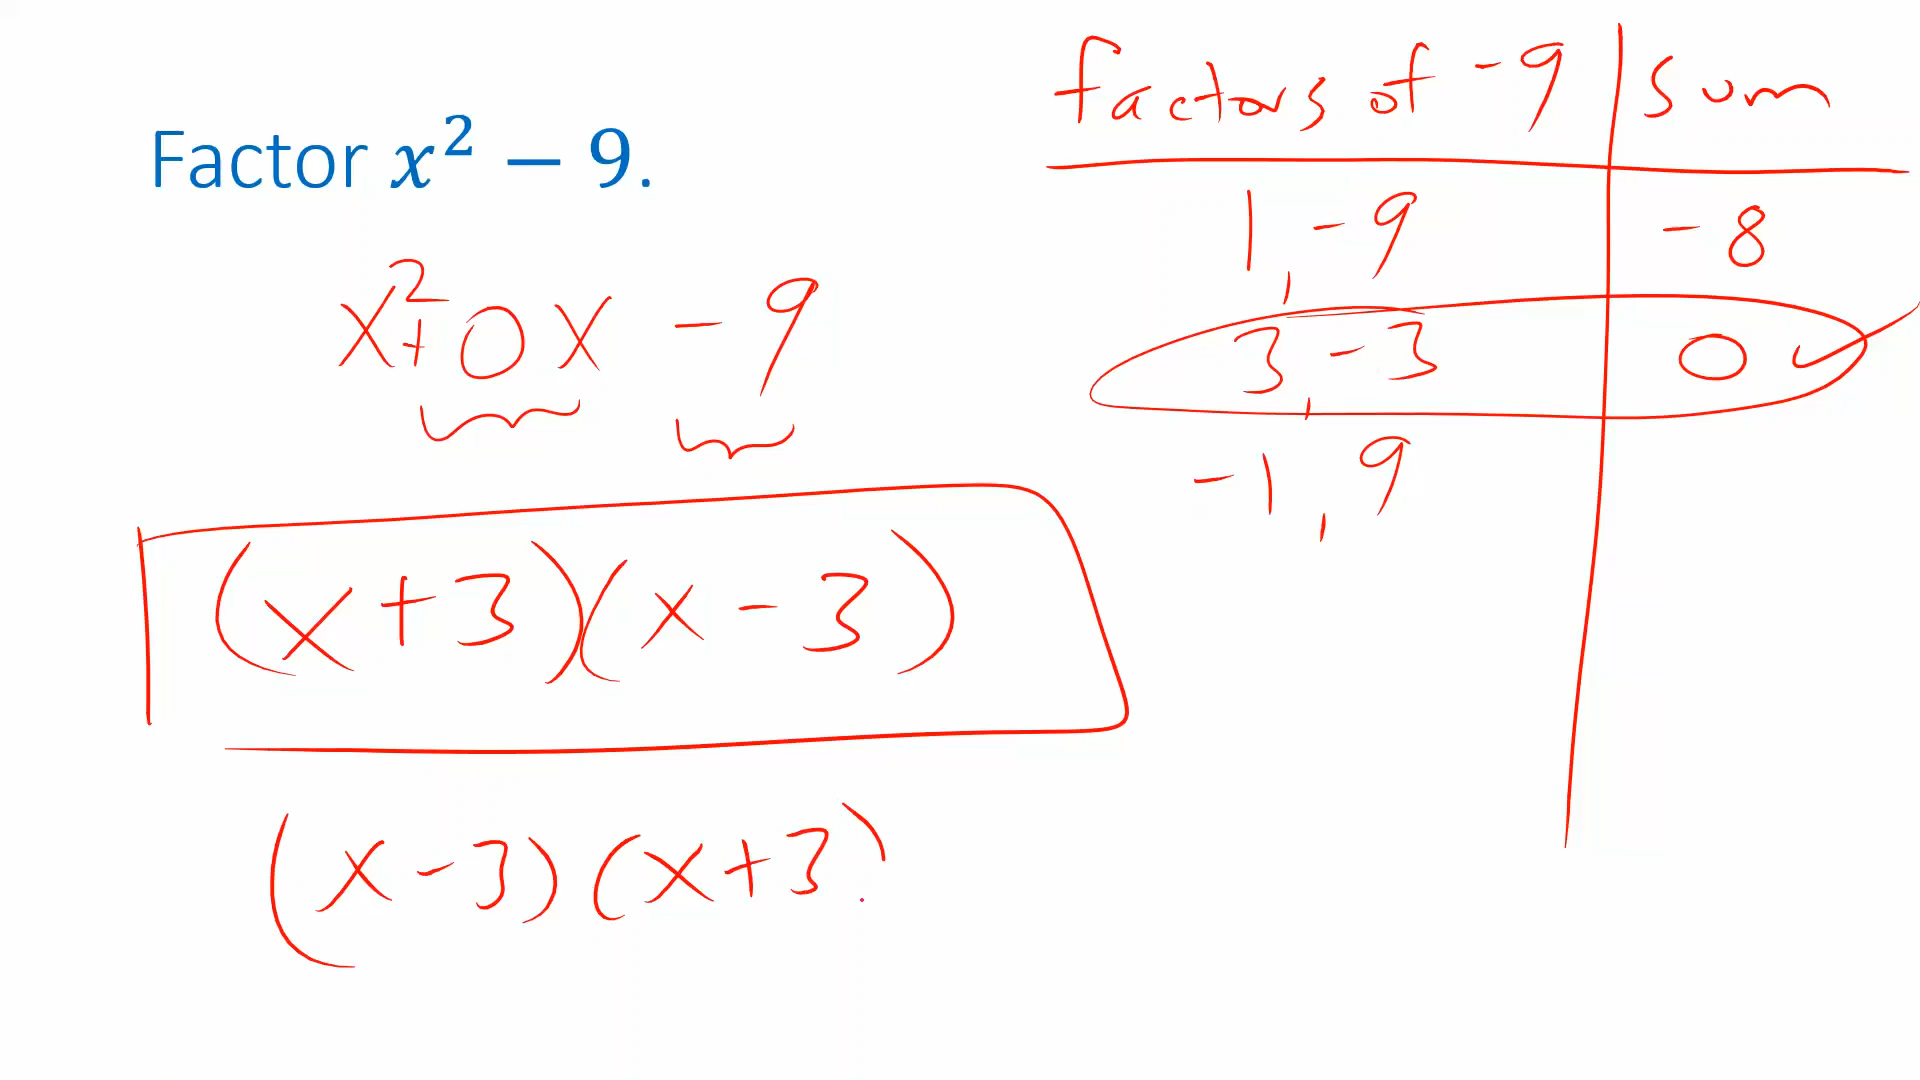 Factor x² − 9.
x² + 0x − 9
(x + 3)(x − 3)
(x − 3)(x + 3)
factors of −9 | sum
1, −9 | −8
3, −3 | 0 ✓
−1, 9